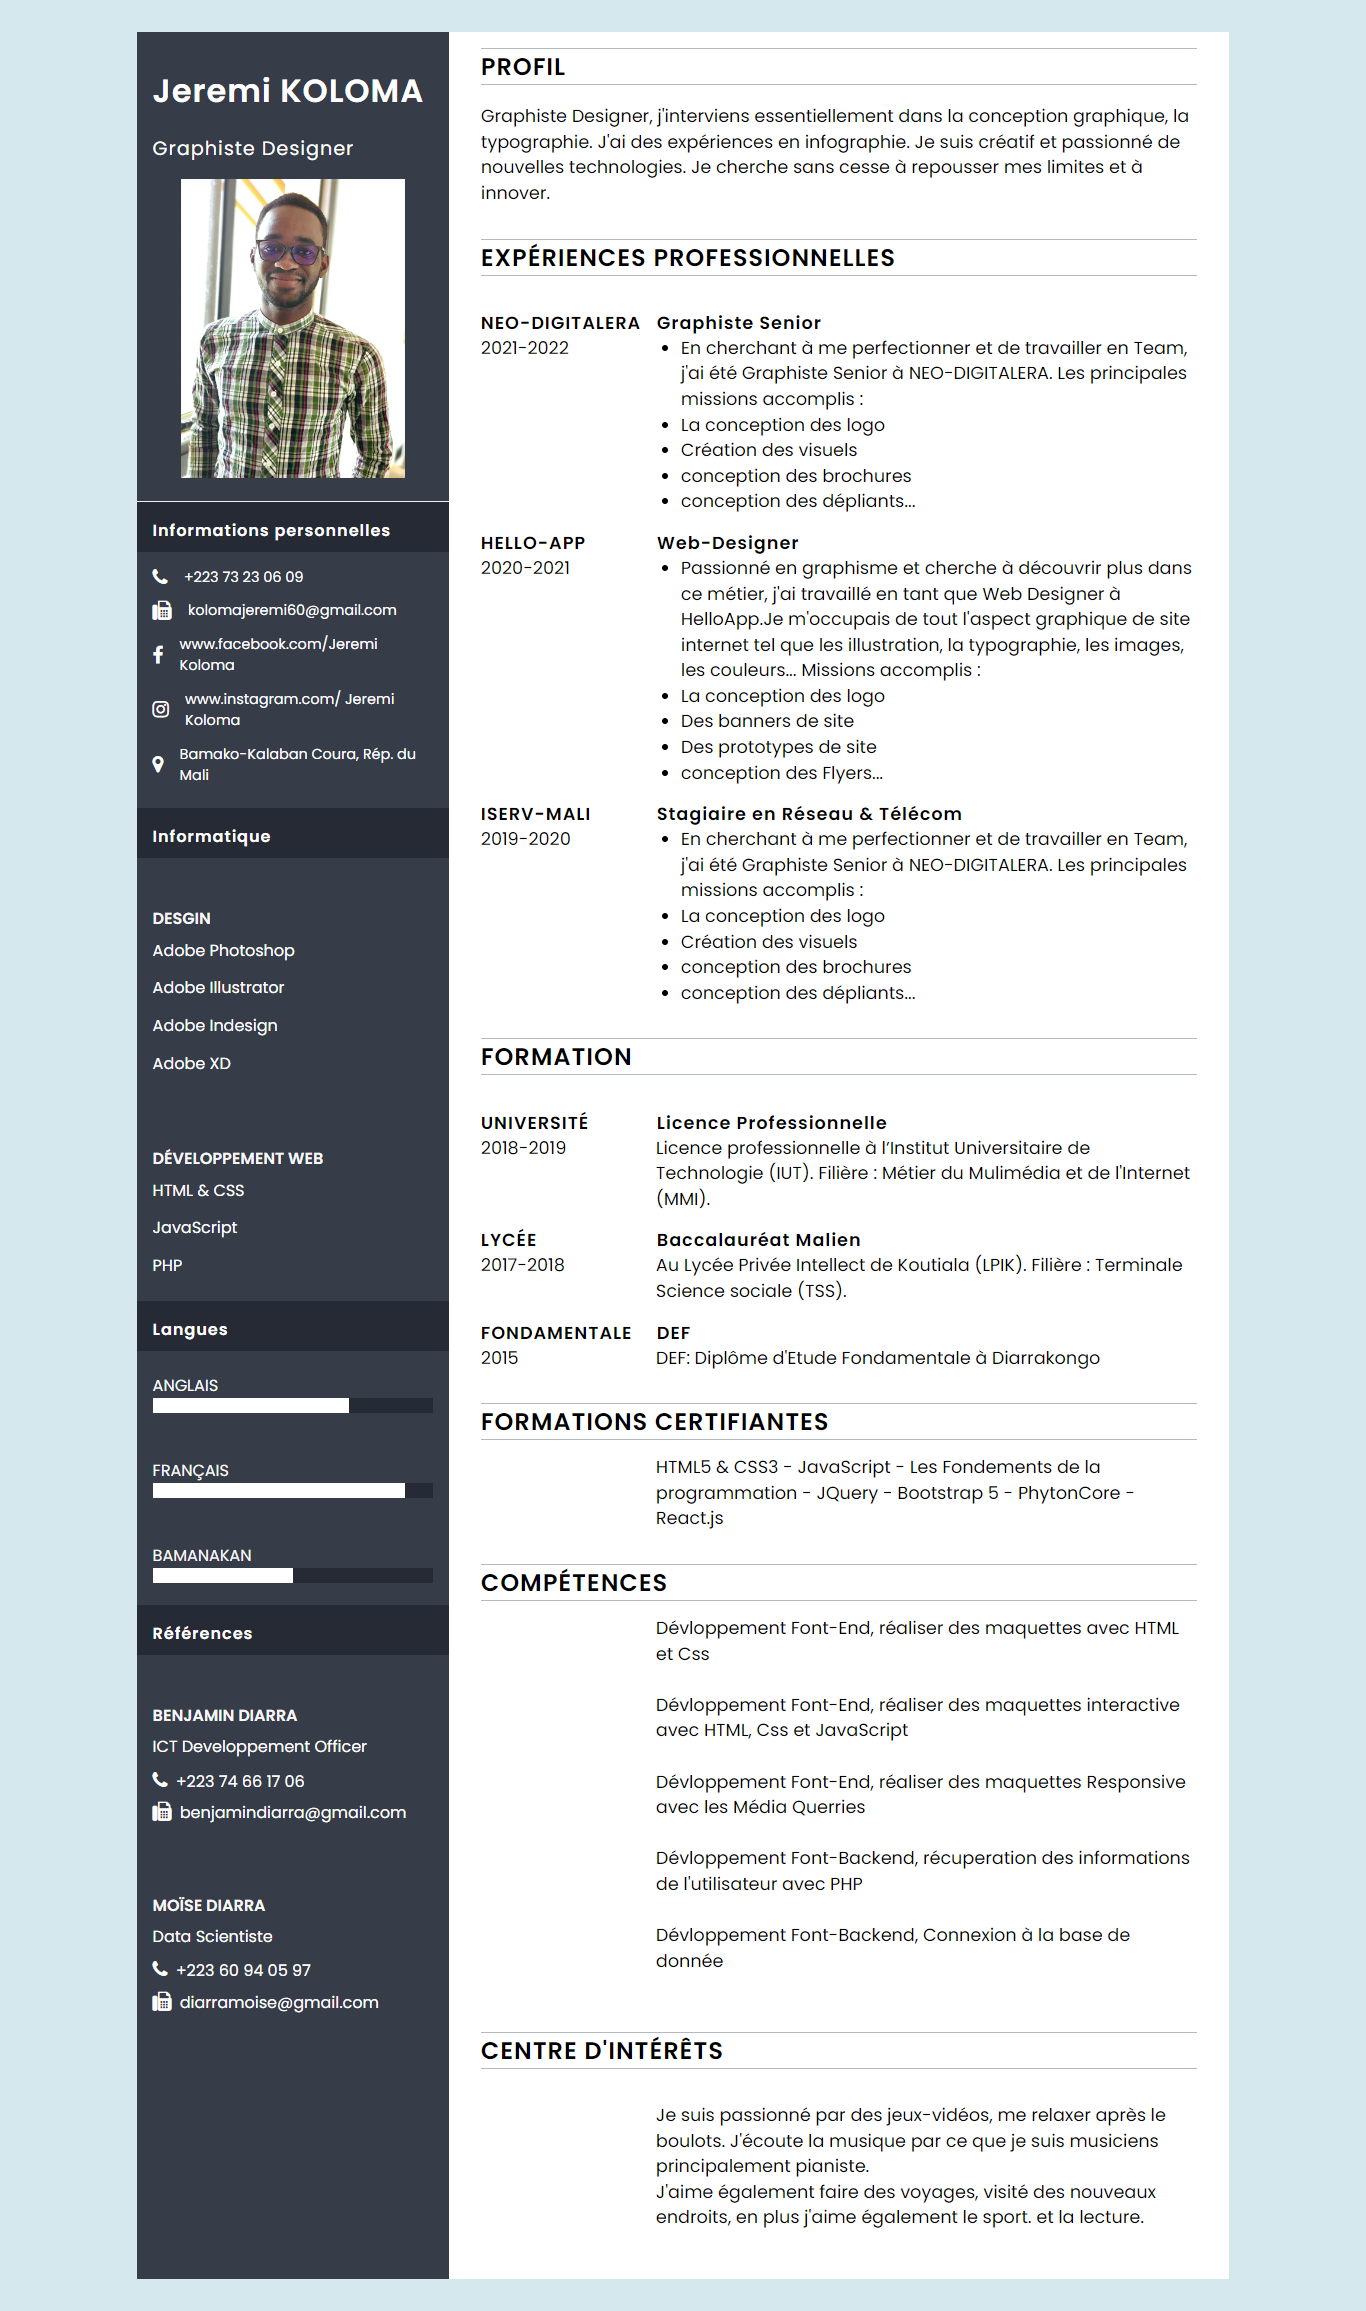 Jeremi KOLOMA
Graphiste Designer
Informations personnelles
+223 73 23 06 09
kolomajeremi60@gmail.com
www.facebook.com/Jeremi
Koloma
www.instagram.com/ Jeremi
Koloma
Bamako-Kalaban Coura, Rép. du
Mali
Informatique
DESGIN
Adobe Photoshop
Adobe Illustrator
Adobe Indesign
Adobe XD
DÉVELOPPEMENT WEB
HTML & CSS
JavaScript
PHP
Langues
ANGLAIS
FRANÇAIS
BAMANAKAN
Références
BENJAMIN DIARRA
ICT Developpement Officer
+223 74 66 17 06
benjamindiarra@gmail.com
MOÏSE DIARRA
Data Scientiste
+223 60 94 05 97
diarramoise@gmail.com
PROFIL
Graphiste Designer, j'interviens essentiellement dans la conception graphique, la
typographie. J'ai des expériences en infographie. Je suis créatif et passionné de
nouvelles technologies. Je cherche sans cesse à repousser mes limites et à
innover.
EXPÉRIENCES PROFESSIONNELLES
NEO-DIGITALERA
2021-2022
Graphiste Senior
• En cherchant à me perfectionner et de travailler en Team,
j'ai été Graphiste Senior à NEO-DIGITALERA. Les principales
missions accomplis :
• La conception des logo
• Création des visuels
• conception des brochures
• conception des dépliants...
HELLO-APP
2020-2021
Web-Designer
• Passionné en graphisme et cherche à découvrir plus dans
ce métier, j'ai travaillé en tant que Web Designer à
HelloApp.Je m'occupais de tout l'aspect graphique de site
internet tel que les illustration, la typographie, les images,
les couleurs... Missions accomplis :
• La conception des logo
• Des banners de site
• Des prototypes de site
• conception des Flyers...
ISERV-MALI
2019-2020
Stagiaire en Réseau & Télécom
• En cherchant à me perfectionner et de travailler en Team,
j'ai été Graphiste Senior à NEO-DIGITALERA. Les principales
missions accomplis :
• La conception des logo
• Création des visuels
• conception des brochures
• conception des dépliants...
FORMATION
UNIVERSITÉ
2018-2019
Licence Professionnelle
Licence professionnelle à l’Institut Universitaire de
Technologie (IUT). Filière : Métier du Mulimédia et de l'Internet
(MMI).
LYCÉE
2017-2018
Baccalauréat Malien
Au Lycée Privée Intellect de Koutiala (LPIK). Filière : Terminale
Science sociale (TSS).
FONDAMENTALE
2015
DEF
DEF: Diplôme d'Etude Fondamentale à Diarrakongo
FORMATIONS CERTIFIANTES
HTML5 & CSS3 - JavaScript - Les Fondements de la
programmation - JQuery - Bootstrap 5 - PhytonCore -
React.js
COMPÉTENCES
Dévloppement Font-End, réaliser des maquettes avec HTML
et Css
Dévloppement Font-End, réaliser des maquettes interactive
avec HTML, Css et JavaScript
Dévloppement Font-End, réaliser des maquettes Responsive
avec les Média Querries
Dévloppement Font-Backend, récuperation des informations
de l'utilisateur avec PHP
Dévloppement Font-Backend, Connexion à la base de
donnée
CENTRE D'INTÉRÊTS
Je suis passionné par des jeux-vidéos, me relaxer après le
boulots. J'écoute la musique par ce que je suis musiciens
principalement pianiste.
J'aime également faire des voyages, visité des nouveaux
endroits, en plus j'aime également le sport. et la lecture.